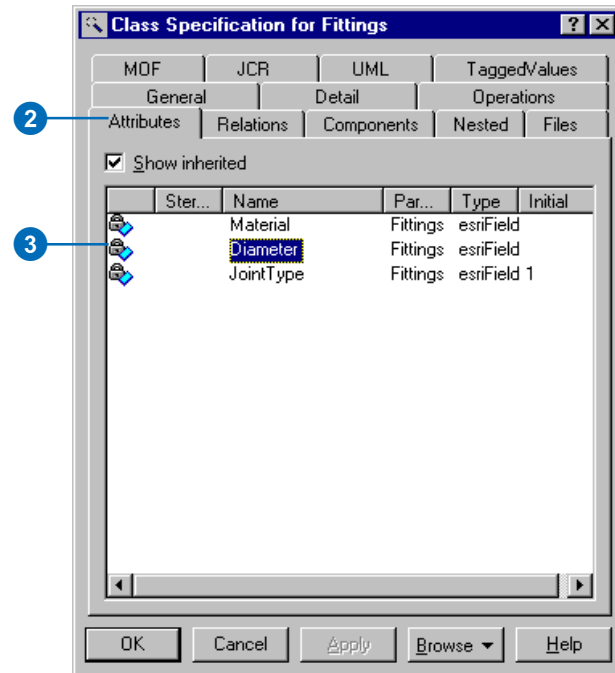 Class Specification for Fittings
MOF JCR UML TaggedValues
General Detail Operations
2 Attributes Relations Components Nested Files
Show inherited
Ster... Name Par... Type Initial
Material Fittings esriField
3 Diameter Fittings esriField
JointType Fittings esriField 1
OK Cancel Apply Browse Help